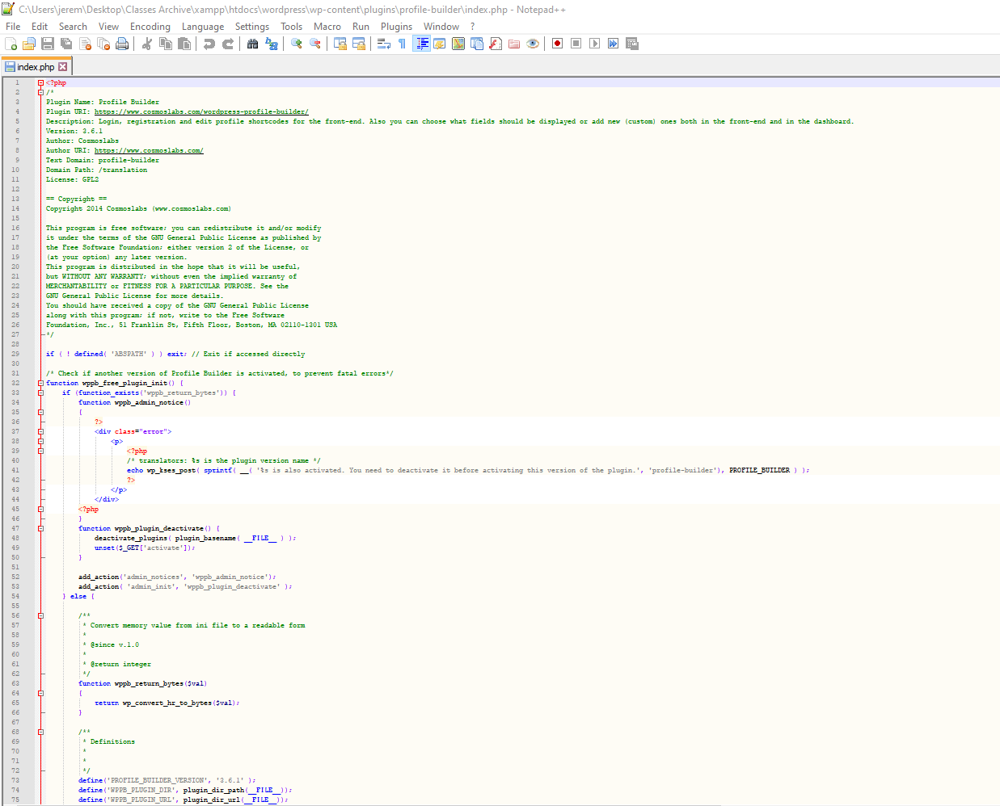 C:\Users\jerem\Desktop\Classes Archive\xampp\htdocs\wordpress\wp-content\plugins\profile-builder\index.php - Notepad++
File Edit Search View Encoding Language Settings Tools Macro Run Plugins Window ?
index.php
1 <?php
2 /*
3 Plugin Name: Profile Builder
4 Plugin URI: https://www.cozmoslabs.com/wordpress-profile-builder/
5 Description: Login, registration and edit profile shortcodes for the front-end. Also you can choose what fields should be displayed or add new (custom) ones both in the front-end and in the dashboard.
6 Version: 3.6.1
7 Author: Cozmoslabs
8 Author URI: https://www.cozmoslabs.com/
9 Text Domain: profile-builder
10 Domain Path: /translation
11 License: GPL2
12
13 == Copyright ==
14 Copyright 2014 Cozmoslabs (www.cozmoslabs.com)
15
16 This program is free software; you can redistribute it and/or modify
17 it under the terms of the GNU General Public License as published by
18 the Free Software Foundation; either version 2 of the License, or
19 (at your option) any later version.
20 This program is distributed in the hope that it will be useful,
21 but WITHOUT ANY WARRANTY; without even the implied warranty of
22 MERCHANTABILITY or FITNESS FOR A PARTICULAR PURPOSE. See the
23 GNU General Public License for more details.
24 You should have received a copy of the GNU General Public License
25 along with this program; if not, write to the Free Software
26 Foundation, Inc., 51 Franklin St, Fifth Floor, Boston, MA 02110-1301 USA
27 */
28
29 if ( ! defined( 'ABSPATH' ) ) exit; // Exit if accessed directly
30
31 /* Check if another version of Profile Builder is activated, to prevent fatal errors*/
32 function wppb_free_plugin_init() {
33 if (function_exists('wppb_return_bytes')) {
34 function wppb_admin_notice()
35 {
36 ?>
37 <div class="error">
38 <p>
39 <?php
40 /* translators: %s is the plugin version name */
41 echo wp_kses_post( sprintf( __( '%s is also activated. You need to deactivate it before activating this version of the plugin.', 'profile-builder'), PROFILE_BUILDER ) );
42 ?>
43 </p>
44 </div>
45 <?php
46 }
47 function wppb_plugin_deactivate() {
48 deactivate_plugins( plugin_basename( __FILE__ ) );
49 unset($_GET['activate']);
50 }
51
52 add_action('admin_notices', 'wppb_admin_notice');
53 add_action( 'admin_init', 'wppb_plugin_deactivate' );
54 } else {
55
56 /**
57 * Convert memory value from ini file to a readable form
58 *
59 * @since v.1.0
60 *
61 * @return integer
62 */
63 function wppb_return_bytes($val)
64 {
65 return wp_convert_hr_to_bytes($val);
66 }
67
68 /**
69 * Definitions
70 *
71 *
72 */
73 define('PROFILE_BUILDER_VERSION', '3.6.1' );
74 define('WPPB_PLUGIN_DIR', plugin_dir_path(__FILE__));
75 define('WPPB_PLUGIN_URL', plugin_dir_url(__FILE__));